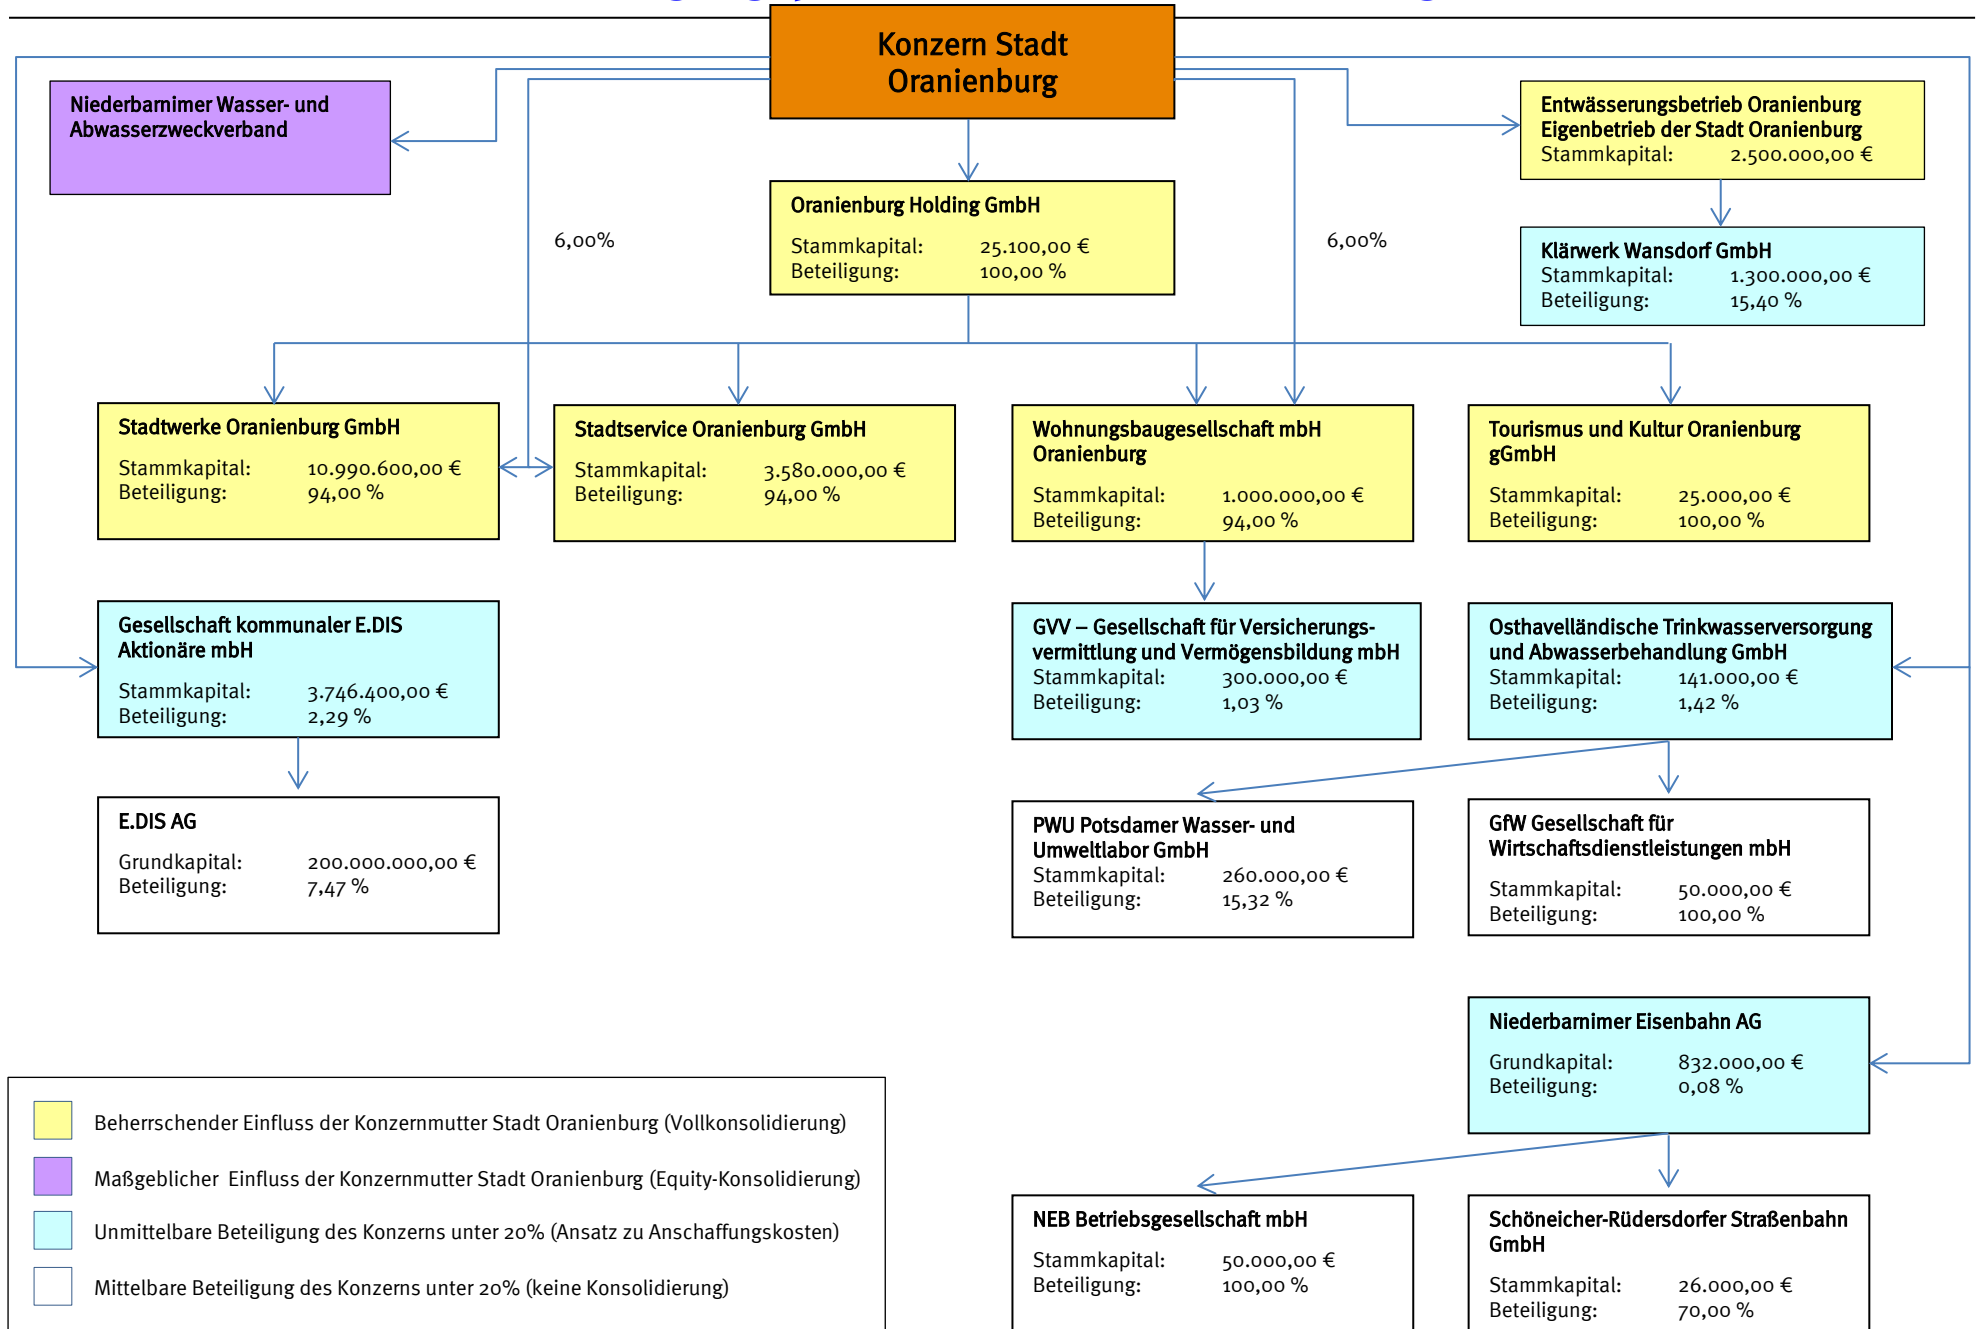 Konzern Stadt
Oranienburg
Niederbarnimer Wasser- und
Abwasserzweckverband
Entwässerungsbetrieb Oranienburg
Eigenbetrieb der Stadt Oranienburg
Stammkapital: 2.500.000,00 €
Oranienburg Holding GmbH
Stammkapital: 25.100,00 €
Beteiligung: 100,00 %
6,00%
6,00%
Klärwerk Wansdorf GmbH
Stammkapital: 1.300.000,00 €
Beteiligung: 15,40 %
Stadtwerke Oranienburg GmbH
Stammkapital: 10.990.600,00 €
Beteiligung: 94,00 %
Stadtservice Oranienburg GmbH
Stammkapital: 3.580.000,00 €
Beteiligung: 94,00 %
Wohnungsbaugesellschaft mbH
Oranienburg
Stammkapital: 1.000.000,00 €
Beteiligung: 94,00 %
Tourismus und Kultur Oranienburg
gGmbH
Stammkapital: 25.000,00 €
Beteiligung: 100,00 %
Gesellschaft kommunaler E.DIS
Aktionäre mbH
Stammkapital: 3.746.400,00 €
Beteiligung: 2,29 %
GVV – Gesellschaft für Versicherungs-
vermittlung und Vermögensbildung mbH
Stammkapital: 300.000,00 €
Beteiligung: 1,03 %
Osthavelländische Trinkwasserversorgung
und Abwasserbehandlung GmbH
Stammkapital: 141.000,00 €
Beteiligung: 1,42 %
E.DIS AG
Grundkapital: 200.000.000,00 €
Beteiligung: 7,47 %
PWU Potsdamer Wasser- und
Umweltlabor GmbH
Stammkapital: 260.000,00 €
Beteiligung: 15,32 %
GfW Gesellschaft für
Wirtschaftsdienstleistungen mbH
Stammkapital: 50.000,00 €
Beteiligung: 100,00 %
Niederbarnimer Eisenbahn AG
Grundkapital: 832.000,00 €
Beteiligung: 0,08 %
NEB Betriebsgesellschaft mbH
Stammkapital: 50.000,00 €
Beteiligung: 100,00 %
Schöneicher-Rüdersdorfer Straßenbahn
GmbH
Stammkapital: 26.000,00 €
Beteiligung: 70,00 %
Beherrschender Einfluss der Konzernmutter Stadt Oranienburg (Vollkonsolidierung)
Maßgeblicher Einfluss der Konzernmutter Stadt Oranienburg (Equity-Konsolidierung)
Unmittelbare Beteiligung des Konzerns unter 20% (Ansatz zu Anschaffungskosten)
Mittelbare Beteiligung des Konzerns unter 20% (keine Konsolidierung)